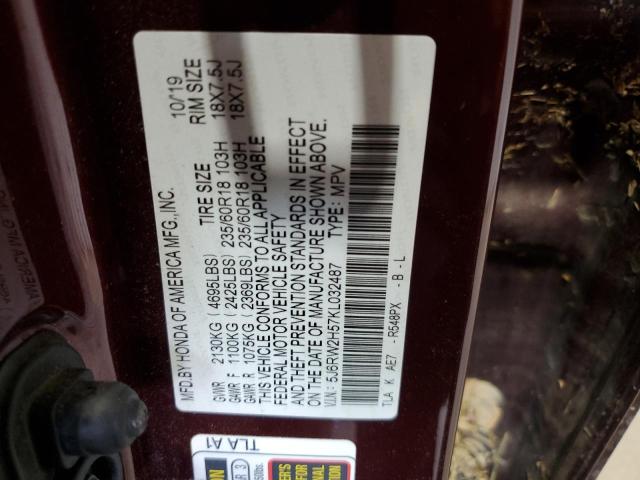 MFD.BY HONDA OF AMERICA MFG.,INC. 10/19
TIRE SIZE RIM SIZE
GVWR 2130KG ( 4695LBS)
GAWR F 1100KG ( 2425LBS) 235/60R18 103H 18X7.5J
GAWR R 1075KG ( 2369LBS) 235/60R18 103H 18X7.5J
THIS VEHICLE CONFORMS TO ALL APPLICABLE
FEDERAL MOTOR VEHICLE SAFETY
AND THEFT PREVENTION STANDARDS IN EFFECT
ON THE DATE OF MANUFACTURE SHOWN ABOVE.
V.I.N.: 5J6RW2H57KL032487 TYPE: MPV
TLA K AE7 - R548PX - B - L
TLA A1